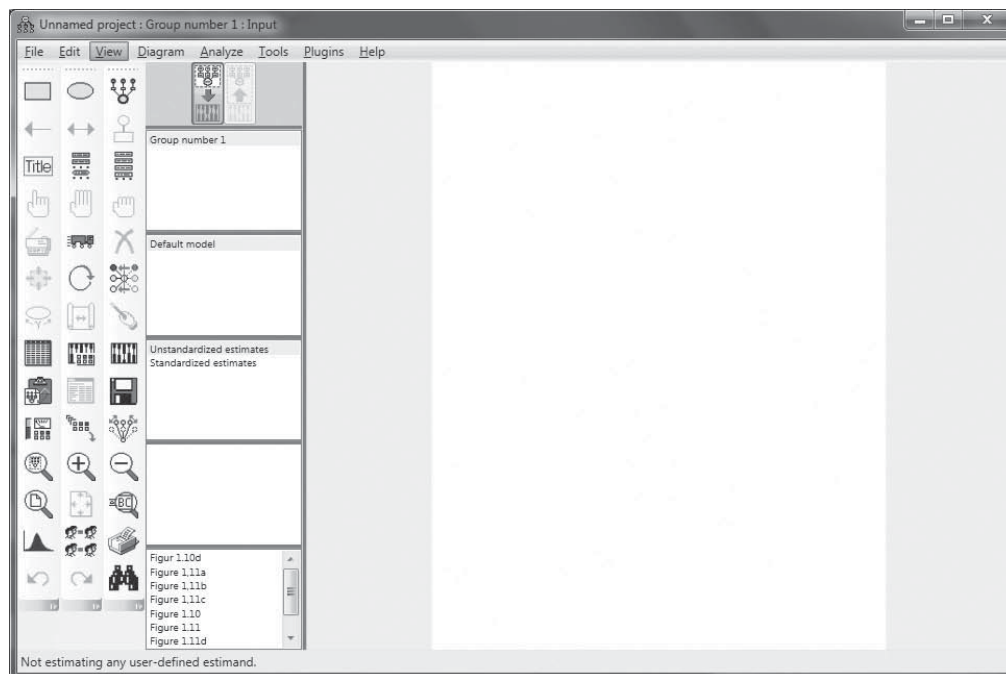 Unnamed project : Group number 1 : Input
File Edit View Diagram Analyze Tools Plugins Help
Title
Group number 1
Default model
Unstandardized estimates
Standardized estimates
Figur 1.10d
Figure 1,11a
Figure 1,11b
Figure 1,11c
Figure 1.10
Figure 1.11
Figure 1.11d
Not estimating any user-defined estimand.